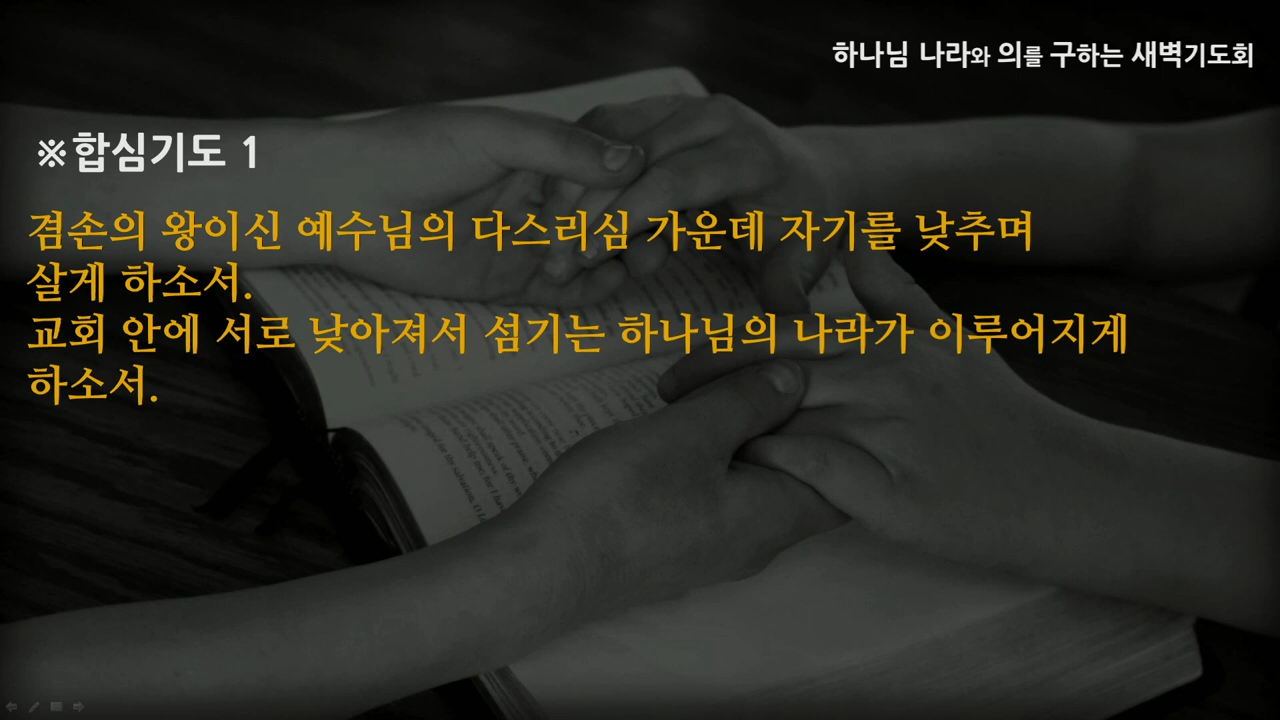 하나님 나라와 의를 구하는 새벽기도회
※합심기도 1
겸손의 왕이신 예수님의 다스리심 가운데 자기를 낮추며
살게 하소서.
교회 안에 서로 낮아져서 섬기는 하나님의 나라가 이루어지게
하소서.